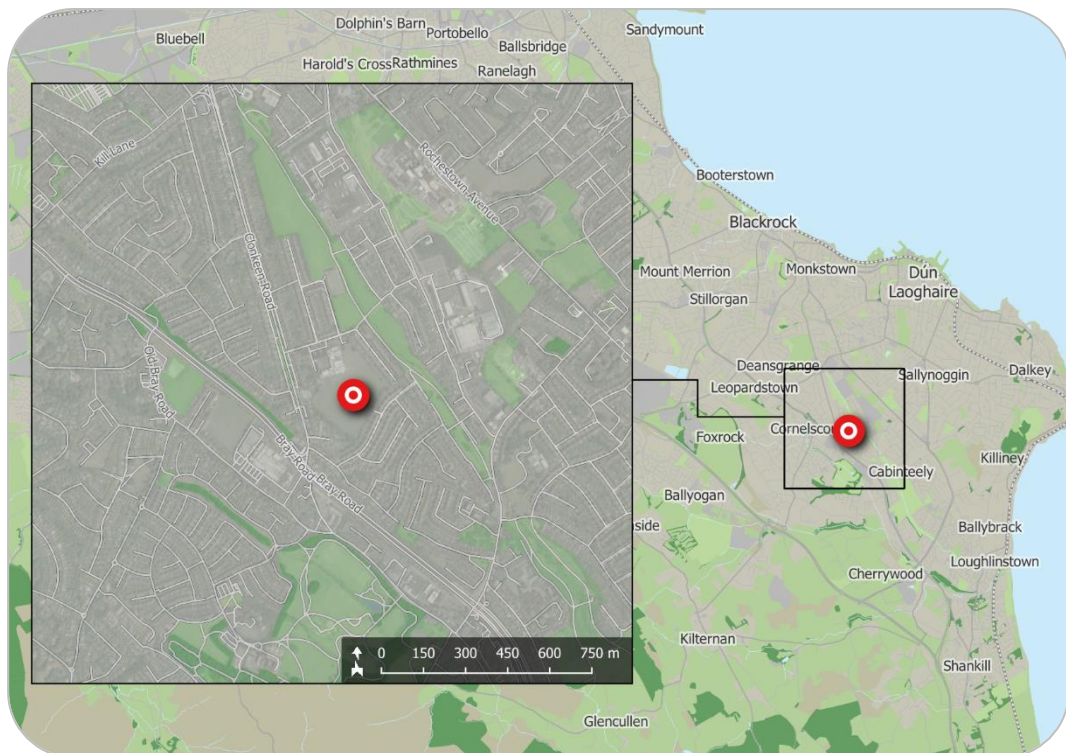 Bluebell
Dolphin's Barn
Portobello
Sandymount
Ballsbridge
Harold's Cross
Rathmines
Ranelagh
Booterstown
Blackrock
Mount Merrion
Monkstown
Dún
Laoghaire
Stillorgan
Deansgrange
Leopardstown
Sallynoggin
Dalkey
Foxrock
Cornelscou
Killiney
Cabinteely
Ballyogan
side
Ballybrack
Loughlinstown
Cherrywood
Kilternan
Shankill
Glencullen
Kill-Lane
Rochestown-Avenue
Clonkeen-Road
Old-Bray-Road
Bray-Road-Bray-Road
0 150 300 450 600 750 m